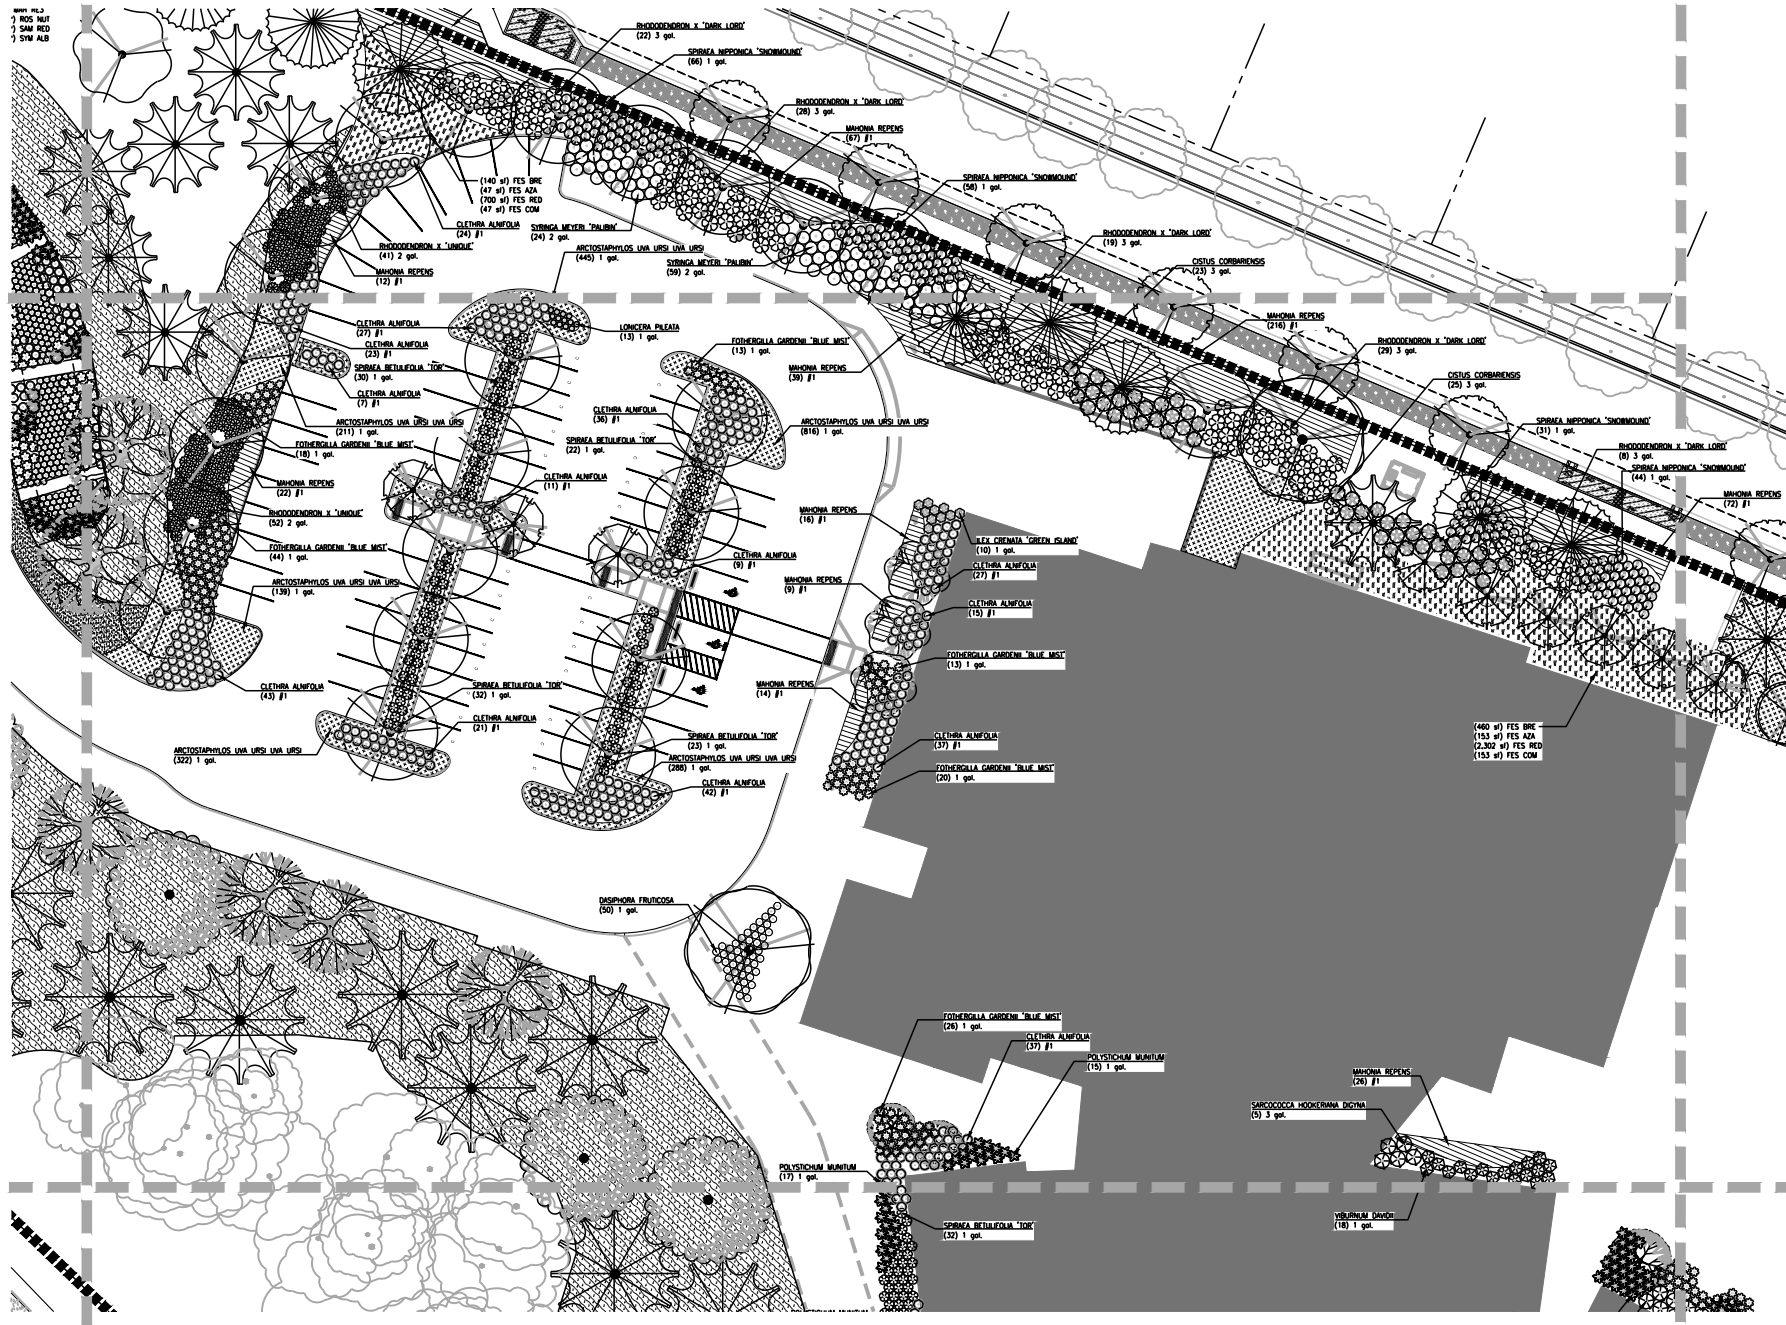 ROS NUT
SAM RED
SYM ALB
RHODODENDRON X 'DARK LORD'
(22) 3 gal.
SPIRAEA NIPPONICA 'SNOWMOUND'
(66) 1 gal.
RHODODENDRON X 'DARK LORD'
(28) 3 gal.
MAHONIA REPENS
(67) #1
SPIRAEA NIPPONICA 'SNOWMOUND'
(58) 1 gal.
(140 sf) FES BRE
(47 sf) FES AZA
(700 sf) FES RED
(47 sf) FES COM
CLETHRA ALNIFOLIA
(24) #1
SYRINGA MEYERI 'PALIBIN'
(24) 2 gal.
RHODODENDRON X 'UNIQUE'
(41) 2 gal.
ARCTOSTAPHYLOS UVA URSI UVA URSI
(445) 1 gal.
SYRINGA MEYERI 'PALIBIN'
(59) 2 gal.
MAHONIA REPENS
(12) #1
RHODODENDRON X 'DARK LORD'
(19) 3 gal.
CISTUS CORBARIENSIS
(23) 3 gal.
MAHONIA REPENS
(216) #1
RHODODENDRON X 'DARK LORD'
(29) 3 gal.
CISTUS CORBARIENSIS
(25) 3 gal.
CLETHRA ALNIFOLIA
(27) #1
CLETHRA ALNIFOLIA
(23) #1
LONICERA PILEATA
(13) 1 gal.
FOTHERGILLA GARDENII 'BLUE MIST'
(13) 1 gal.
MAHONIA REPENS
(39) #1
SPIRAEA BETULIFOLIA 'TOR'
(30) 1 gal.
CLETHRA ALNIFOLIA
(7) #1
CLETHRA ALNIFOLIA
(36) #1
ARCTOSTAPHYLOS UVA URSI UVA URSI
(211) 1 gal.
ARCTOSTAPHYLOS UVA URSI UVA URSI
(816) 1 gal.
SPIRAEA NIPPONICA 'SNOWMOUND'
(31) 1 gal.
FOTHERGILLA GARDENII 'BLUE MIST'
(18) 1 gal.
SPIRAEA BETULIFOLIA 'TOR'
(22) 1 gal.
RHODODENDRON X 'DARK LORD'
(8) 3 gal.
SPIRAEA NIPPONICA 'SNOWMOUND'
(44) 1 gal.
MAHONIA REPENS
(22) #1
CLETHRA ALNIFOLIA
(11) #1
MAHONIA REPENS
(72) #1
RHODODENDRON X 'UNIQUE'
(52) 2 gal.
MAHONIA REPENS
(16) #1
ILEX CRENATA 'GREEN ISLAND'
(10) 1 gal.
FOTHERGILLA GARDENII 'BLUE MIST'
(44) 1 gal.
CLETHRA ALNIFOLIA
(9) #1
CLETHRA ALNIFOLIA
(27) #1
ARCTOSTAPHYLOS UVA URSI UVA URSI
(139) 1 gal.
MAHONIA REPENS
(9) #1
CLETHRA ALNIFOLIA
(15) #1
FOTHERGILLA GARDENII 'BLUE MIST'
(13) 1 gal.
CLETHRA ALNIFOLIA
(43) #1
SPIRAEA BETULIFOLIA 'TOR'
(32) 1 gal.
MAHONIA REPENS
(14) #1
CLETHRA ALNIFOLIA
(21) #1
(460 sf) FES BRE
(153 sf) FES AZA
(2,302 sf) FES RED
(153 sf) FES COM
ARCTOSTAPHYLOS UVA URSI UVA URSI
(322) 1 gal.
SPIRAEA BETULIFOLIA 'TOR'
(23) 1 gal.
CLETHRA ALNIFOLIA
(37) #1
ARCTOSTAPHYLOS UVA URSI UVA URSI
(288) 1 gal.
FOTHERGILLA GARDENII 'BLUE MIST'
(20) 1 gal.
CLETHRA ALNIFOLIA
(42) #1
DASIPHORA FRUTICOSA
(50) 1 gal.
FOTHERGILLA GARDENII 'BLUE MIST'
(26) 1 gal.
CLETHRA ALNIFOLIA
(37) #1
POLYSTICHUM MUNITUM
(15) 1 gal.
MAHONIA REPENS
(26) #1
SARCOCOCCA HOOKERIANA DIGYNA
(5) 3 gal.
POLYSTICHUM MUNITUM
(17) 1 gal.
VIBURNUM DAVIDII
(18) 1 gal.
SPIRAEA BETULIFOLIA 'TOR'
(32) 1 gal.
POLYSTICHUM MUNITUM